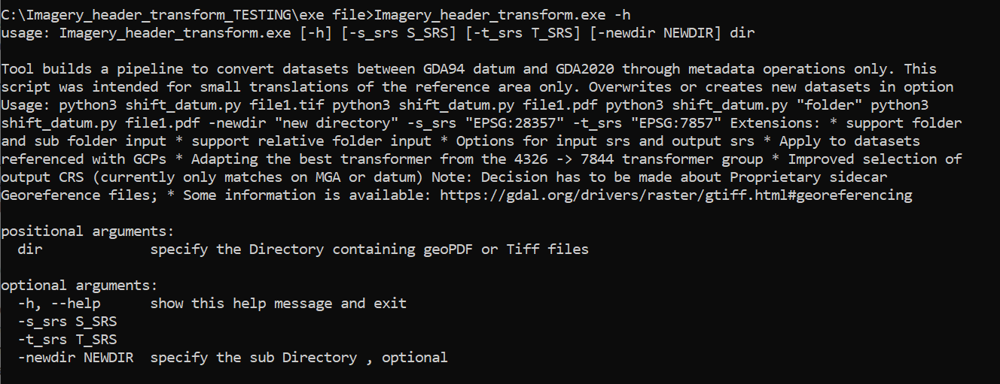 C:\Imagery_header_transform_TESTING\exe file>Imagery_header_transform.exe -h
usage: Imagery_header_transform.exe [-h] [-s_srs S_SRS] [-t_srs T_SRS] [-newdir NEWDIR] dir
Tool builds a pipeline to convert datasets between GDA94 datum and GDA2020 through metadata operations only. This
script was intended for small translations of the reference area only. Overwrites or creates new datasets in option
Usage: python3 shift_datum.py file1.tif python3 shift_datum.py file1.pdf python3 shift_datum.py "folder" python3
shift_datum.py file1.pdf -newdir "new directory" -s_srs "EPSG:28357" -t_srs "EPSG:7857" Extensions: * support folder
and sub folder input * support relative folder input * Options for input srs and output srs * Apply to datasets
referenced with GCPs * Adapting the best transformer from the 4326 -> 7844 transformer group * Improved selection of
output CRS (currently only matches on MGA or datum) Note: Decision has to be made about Proprietary sidecar
Georeference files; * Some information is available: https://gdal.org/drivers/raster/gtiff.html#georeferencing
positional arguments:
dir specify the Directory containing geoPDF or Tiff files
optional arguments:
-h, --help show this help message and exit
-s_srs S_SRS
-t_srs T_SRS
-newdir NEWDIR specify the sub Directory , optional